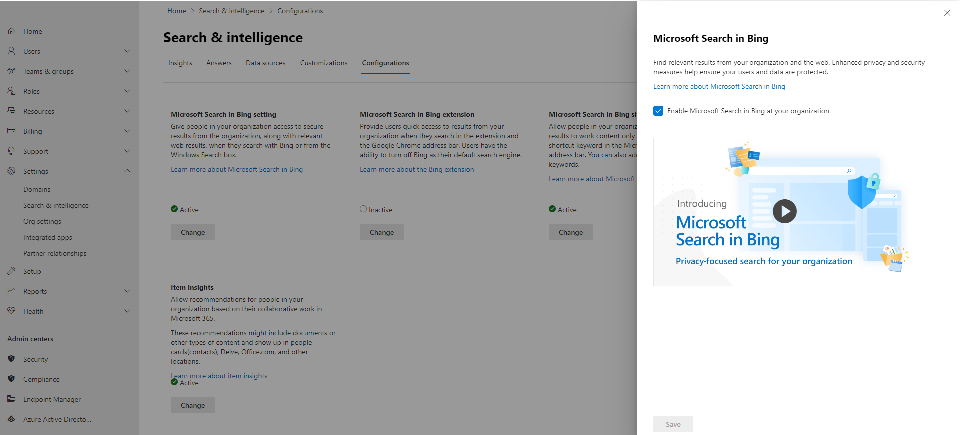 Home > Search & intelligence > Configurations
Search & intelligence
Insights Answers Data sources Customizations Configurations
Home
Users
Teams & groups
Roles
Resources
Billing
Support
Settings
Domains
Search & intelligence
Org settings
Integrated apps
Partner relationships
Setup
Reports
Health
Admin centers
Security
Compliance
Endpoint Manager
Azure Active Directo...
Microsoft Search in Bing setting
Give people in your organization access to secure
results from the organization, along with relevant
web results, when they search with Bing or from the
Windows Search box.
Learn more about Microsoft Search in Bing
Active
Change
Microsoft Search in Bing extension
Provide users quick access to results from your
organization when they search in the extension and
the Google Chrome address bar. Users have the
ability to turn off Bing as their default search engine.
Learn more about the Bing extension
Inactive
Change
Microsoft Search in Bing sh
Allow people in your organiz
results to work content only
shortcut keyword in the Micr
address bar. You can also ad
keywords.
Learn more about Microsoft
Active
Change
Item insights
Allow recommendations for people in your
organization based on their collaborative work in
Microsoft 365.
These recommendations might include documents or
other types of content and show up in people
cards(contacts), Delve, Office.com, and other
locations.
Learn more about item insights
Active
Change
Microsoft Search in Bing
Find relevant results from your organization and the web. Enhanced privacy and security
measures help ensure your users and data are protected.
Learn more about Microsoft Search in Bing
Enable Microsoft Search in Bing at your organization
Introducing
Microsoft
Search in Bing
Privacy-focused search for your organization
Save